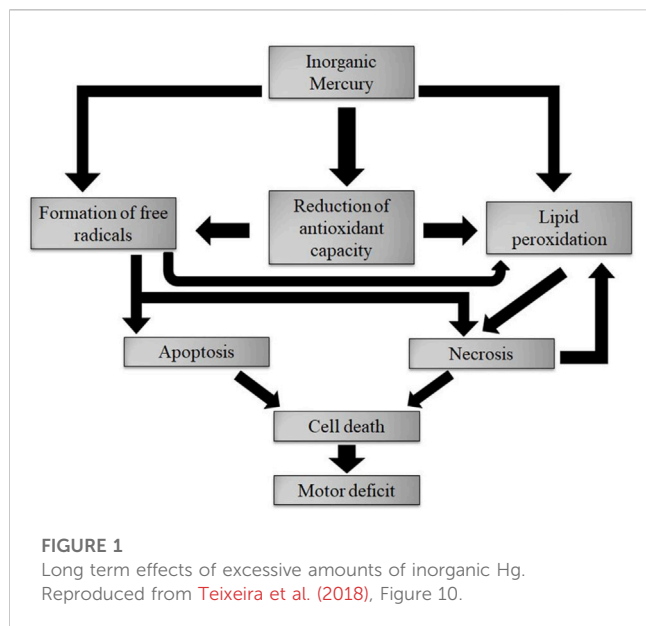 Inorganic
Mercury
Formation of free
radicals
Reduction of
antioxidant
capacity
Lipid
peroxidation
Apoptosis
Necrosis
Cell death
Motor deficit
FIGURE 1
Long term effects of excessive amounts of inorganic Hg.
Reproduced from Teixeira et al. (2018), Figure 10.